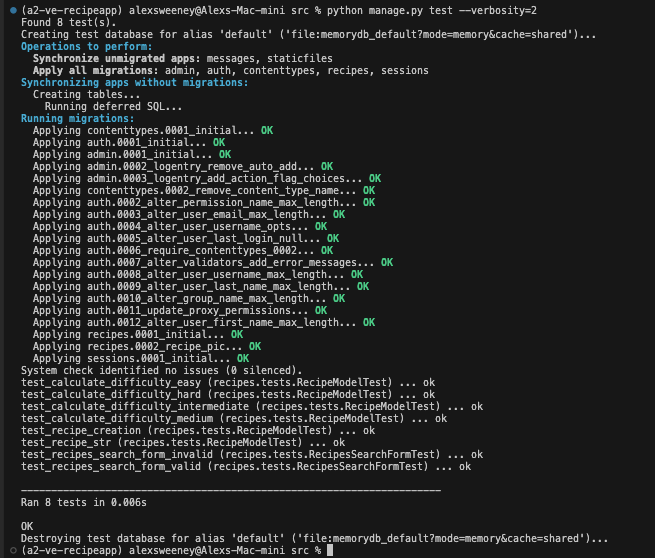 (a2-ve-recipeapp) alexsweeney@Alexs-Mac-mini src % python manage.py test --verbosity=2
Found 8 test(s).
Creating test database for alias 'default' ('file:memorydb_default?mode=memory&cache=shared')...
Operations to perform:
  Synchronize unmigrated apps: messages, staticfiles
  Apply all migrations: admin, auth, contenttypes, recipes, sessions
Synchronizing apps without migrations:
  Creating tables...
    Running deferred SQL...
Running migrations:
  Applying contenttypes.0001_initial... OK
  Applying auth.0001_initial... OK
  Applying admin.0001_initial... OK
  Applying admin.0002_logentry_remove_auto_add... OK
  Applying admin.0003_logentry_add_action_flag_choices... OK
  Applying contenttypes.0002_remove_content_type_name... OK
  Applying auth.0002_alter_permission_name_max_length... OK
  Applying auth.0003_alter_user_email_max_length... OK
  Applying auth.0004_alter_user_username_opts... OK
  Applying auth.0005_alter_user_last_login_null... OK
  Applying auth.0006_require_contenttypes_0002... OK
  Applying auth.0007_alter_validators_add_error_messages... OK
  Applying auth.0008_alter_user_username_max_length... OK
  Applying auth.0009_alter_user_last_name_max_length... OK
  Applying auth.0010_alter_group_name_max_length... OK
  Applying auth.0011_update_proxy_permissions... OK
  Applying auth.0012_alter_user_first_name_max_length... OK
  Applying recipes.0001_initial... OK
  Applying recipes.0002_recipe_pic... OK
  Applying sessions.0001_initial... OK
System check identified no issues (0 silenced).
test_calculate_difficulty_easy (recipes.tests.RecipeModelTest) ... ok
test_calculate_difficulty_hard (recipes.tests.RecipeModelTest) ... ok
test_calculate_difficulty_intermediate (recipes.tests.RecipeModelTest) ... ok
test_calculate_difficulty_medium (recipes.tests.RecipeModelTest) ... ok
test_recipe_creation (recipes.tests.RecipeModelTest) ... ok
test_recipe_str (recipes.tests.RecipeModelTest) ... ok
test_recipes_search_form_invalid (recipes.tests.RecipesSearchFormTest) ... ok
test_recipes_search_form_valid (recipes.tests.RecipesSearchFormTest) ... ok

----------------------------------------------------------------------
Ran 8 tests in 0.006s

OK
Destroying test database for alias 'default' ('file:memorydb_default?mode=memory&cache=shared')...
(a2-ve-recipeapp) alexsweeney@Alexs-Mac-mini src %